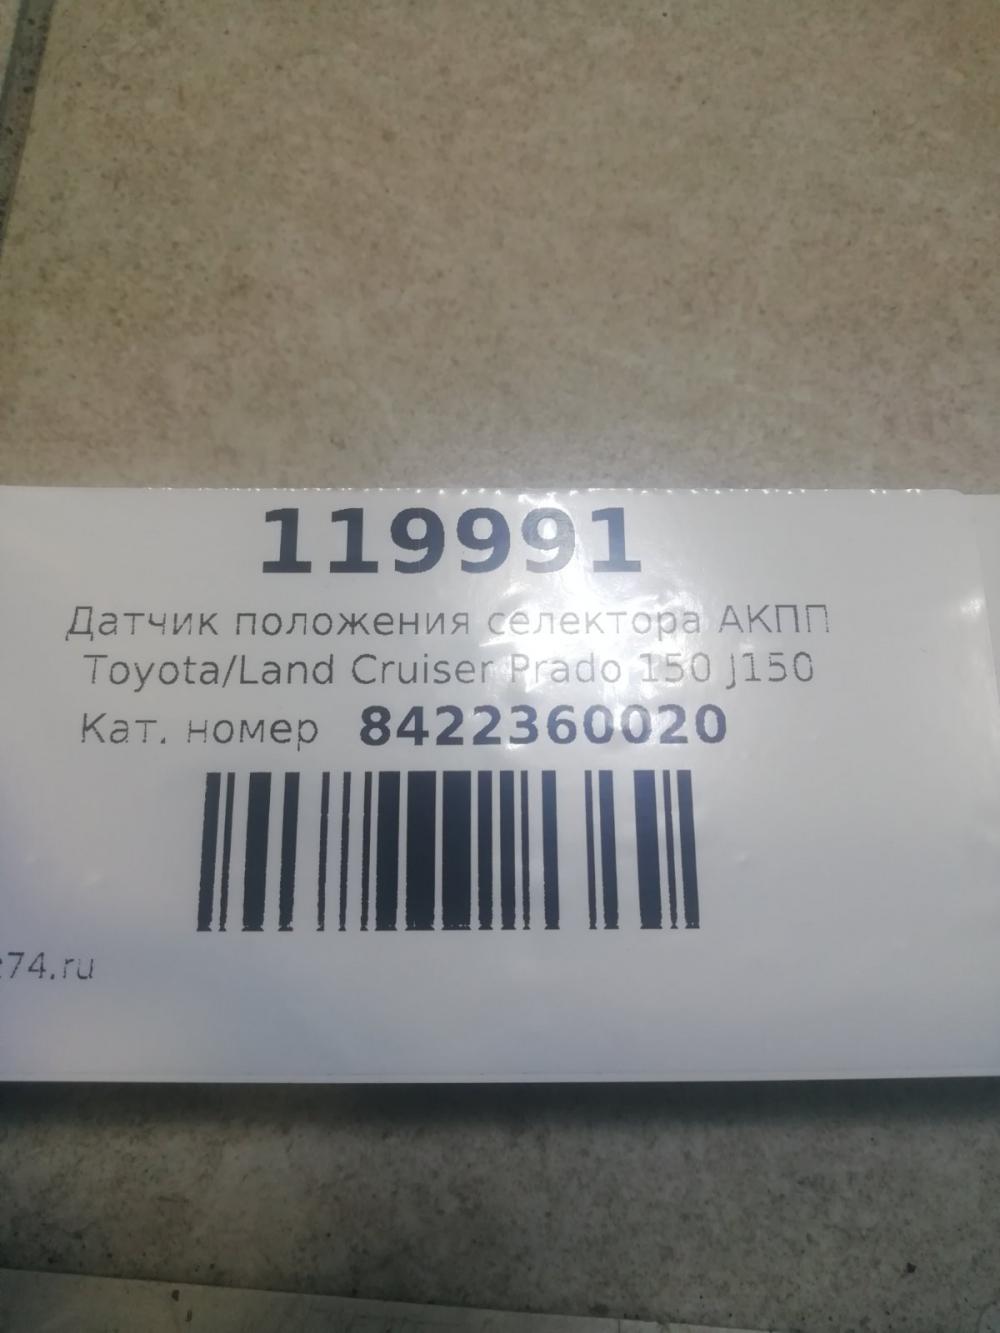 119991
Датчик положения селектора АКПП
Toyota/Land Cruiser Prado 150 J150
Кат. номер 8422360020
74.ru